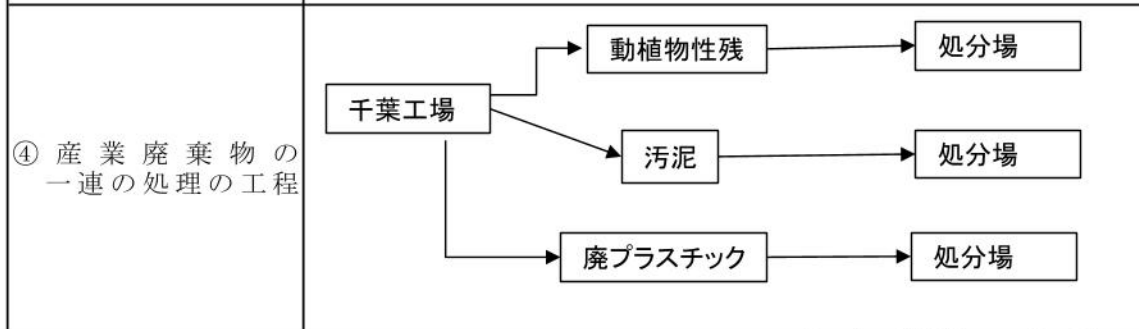 ④産業廃棄物の
一連の処理の工程
千葉工場
動植物性残
処分場
汚泥
処分場
廃プラスチック
処分場